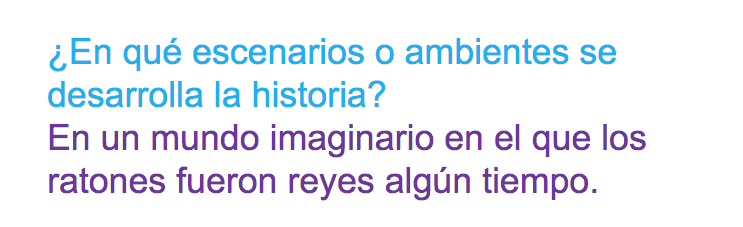 ¿En qué escenarios o ambientes se
desarrolla la historia?
En un mundo imaginario en el que los
ratones fueron reyes algún tiempo.